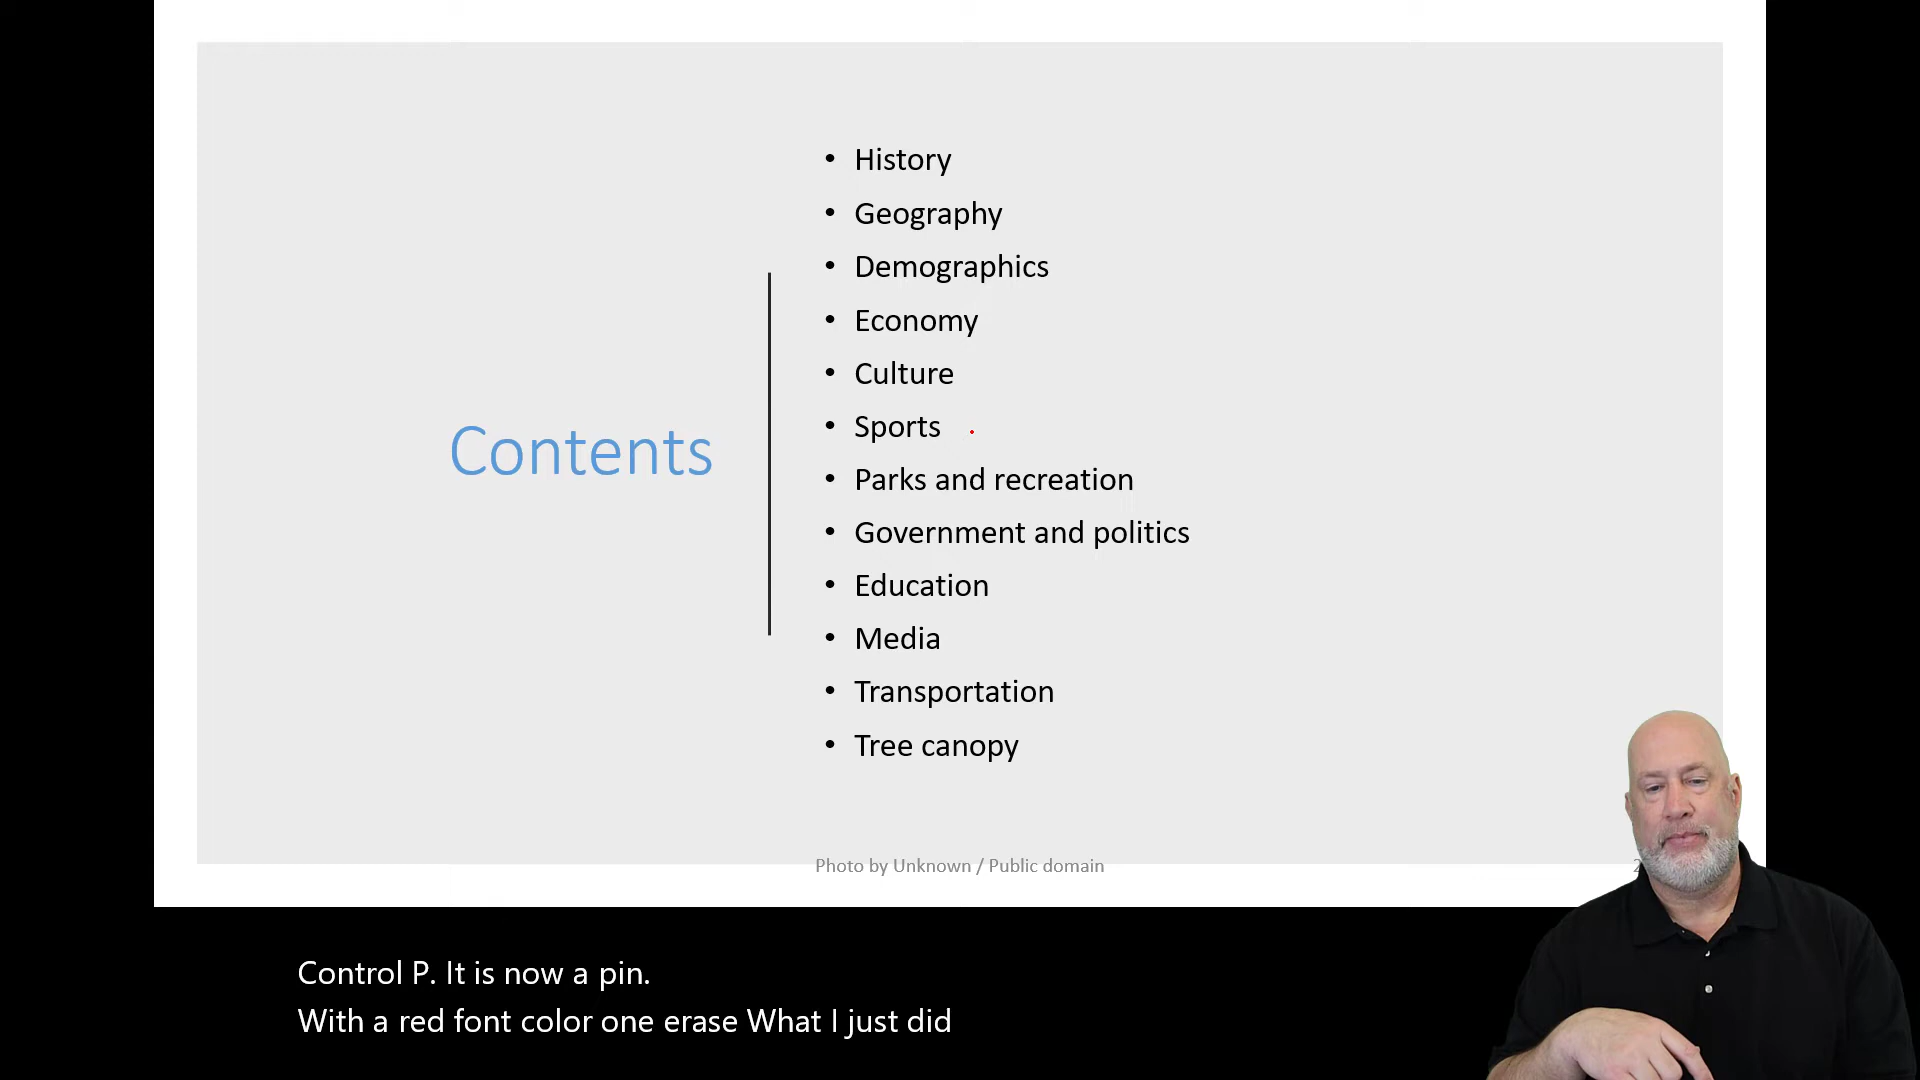 Contents
• History
• Geography
• Demographics
• Economy
• Culture
• Sports
• Parks and recreation
• Government and politics
• Education
• Media
• Transportation
• Tree canopy
Photo by Unknown / Public domain
2
Control P. It is now a pin.
With a red font color one erase What I just did